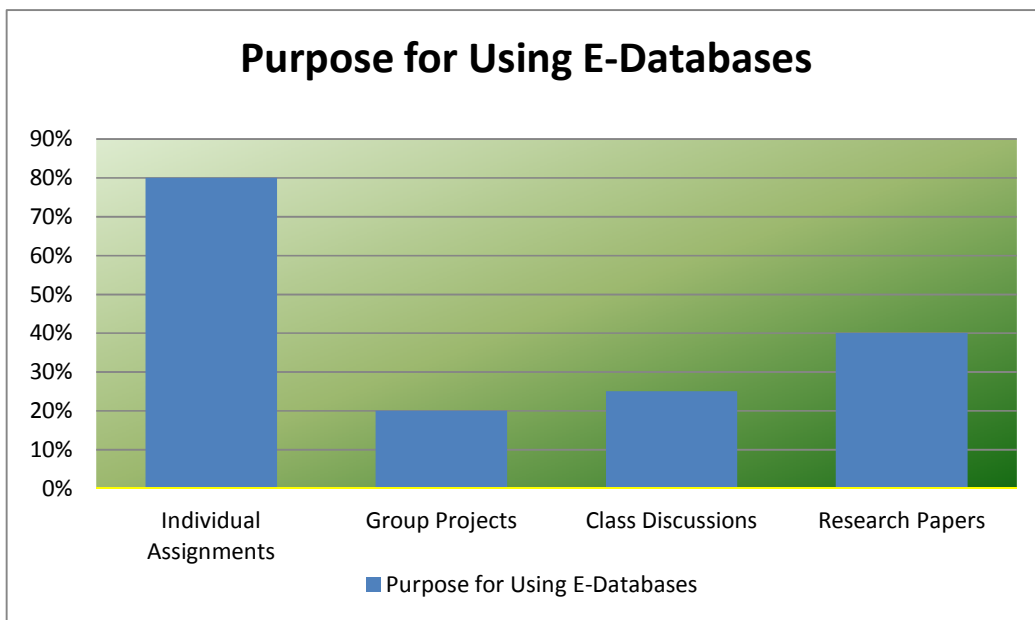 Purpose for Using E-Databases
90%
80%
70%
60%
50%
40%
30%
20%
10%
0%
Individual
Assignments
Group Projects
Class Discussions
Research Papers
Purpose for Using E-Databases